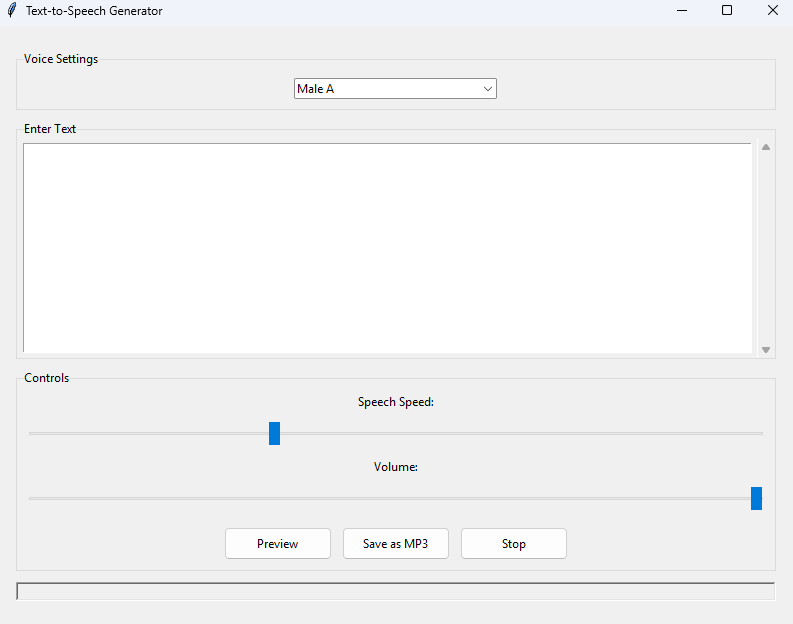 Text-to-Speech Generator
Voice Settings
Male A
Enter Text
Controls
Speech Speed:
Volume:
Preview
Save as MP3
Stop